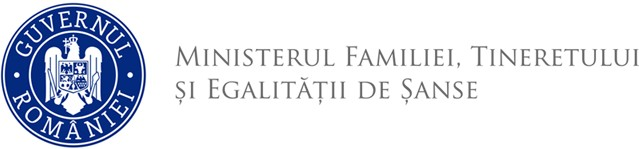 GUVERNUL
ROMÂNIEI
MINISTERUL FAMILIEI, TINERETULUI
ȘI EGALITĂȚII DE ȘANSE